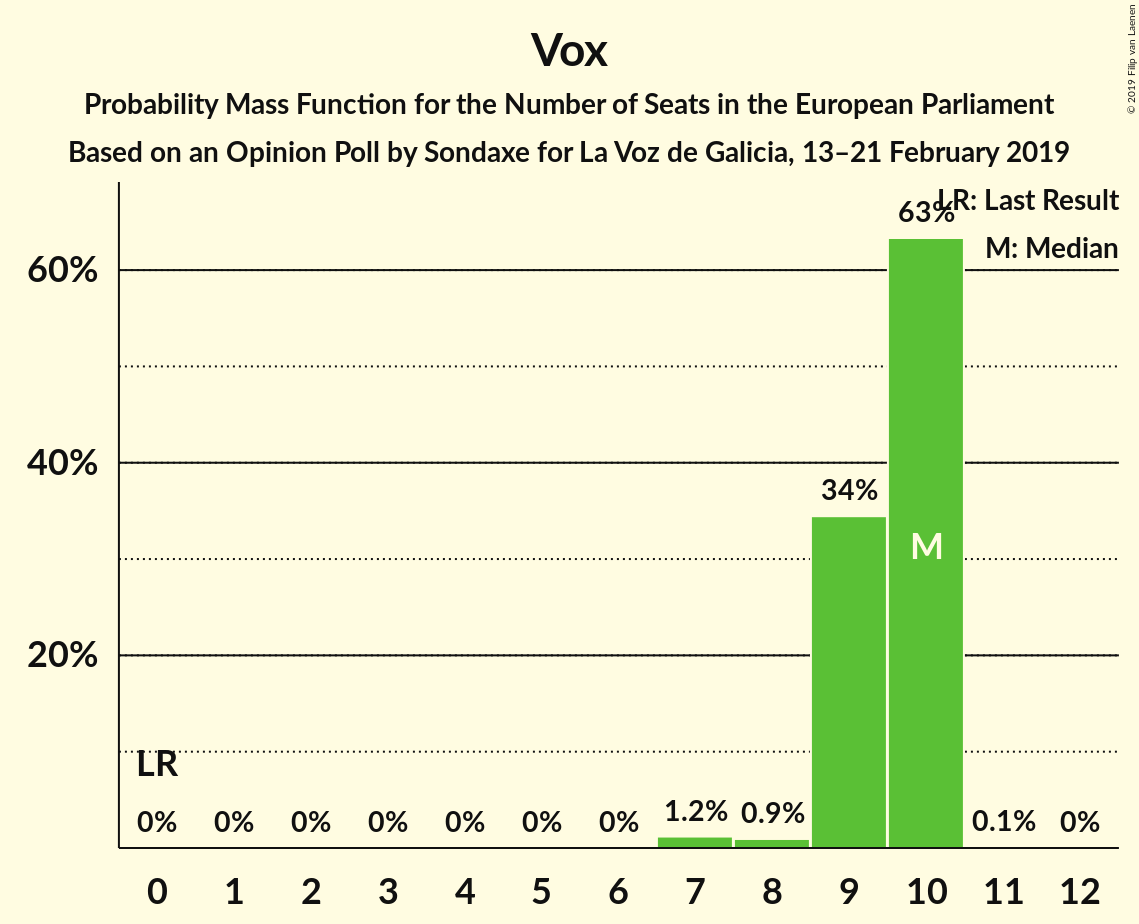 Vox
Probability Mass Function for the Number of Seats in the European Parliament
Based on an Opinion Poll by Sondaxe for La Voz de Galicia, 13–21 February 2019
© 2019 Filip van Laenen
LR: Last Result
M: Median
63%
60%
40%
34%
M
20%
LR
0% 0% 0% 0% 0% 0% 0% 1.2% 0.9% 0.1% 0%
0 1 2 3 4 5 6 7 8 9 10 11 12